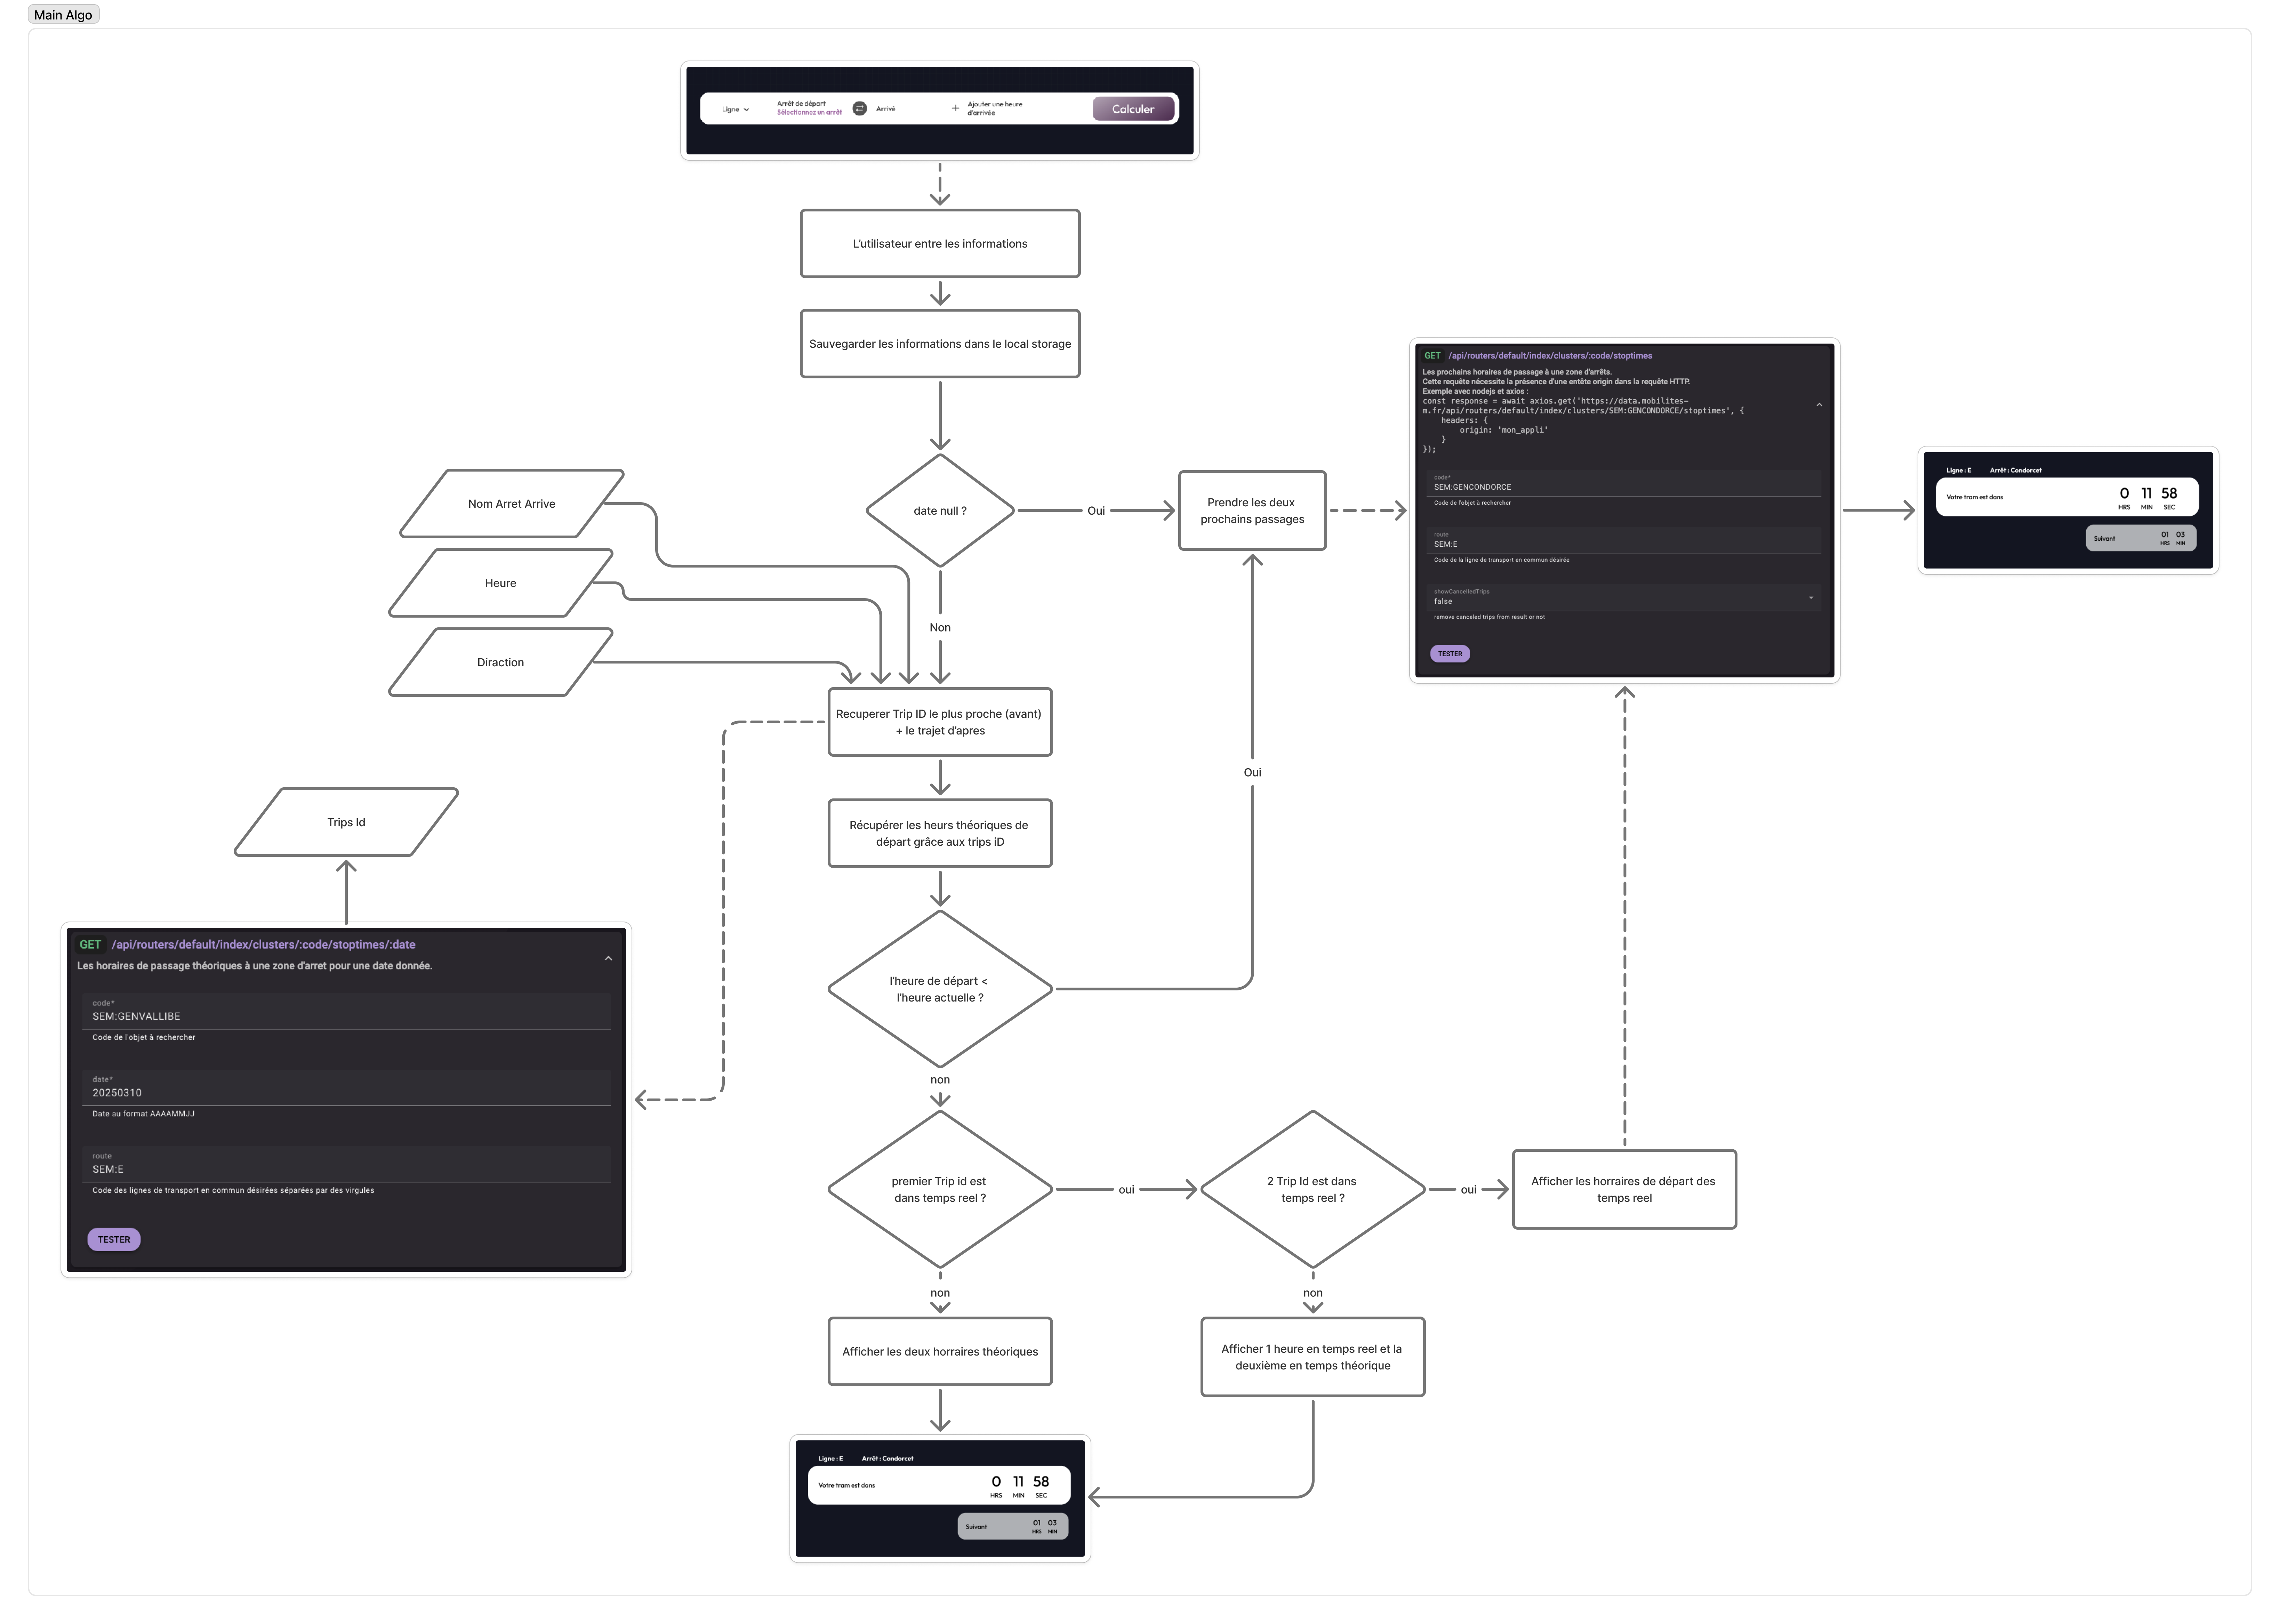 Main Algo
Ligne
Arrêt de départ
Sélectionnez un arrêt
Arrivé
Ajouter une heure
d'arrivée
Calculer
L'utilisateur entre les informations
Sauvegarder les informations dans le local storage
date null ?
Oui
Prendre les deux
prochains passages
GET /api/routers/default/index/clusters/:code/stoptimes
Les prochains horaires de passage à une zone d'arrêts.
Cette requête nécessite la présence d'une entête origin dans la requête HTTP.
Exemple avec nodejs et axios :
const response = await axios.get('https://data.mobilites-
m.fr/api/routers/default/index/clusters/SEM:GENCONDORCE/stoptimes', {
headers: {
origin: 'mon_appli'
}
});
code*
SEM:GENCONDORCE
Code de l'objet à rechercher
route
SEM:E
Code de la ligne de transport en commun désirée
showCancelledTrips
false
remove canceled trips from result or not
TESTER
Ligne : E Arrêt : Condorcet
Votre tram est dans
0 11 58
HRS MIN SEC
Suivant
01 03
HRS MIN
Nom Arret Arrive
Heure
Diraction
Non
Recuperer Trip ID le plus proche (avant)
+ le trajet d'apres
Oui
Trips Id
Récupérer les heurs théoriques de
départ grâce aux trips iD
GET /api/routers/default/index/clusters/:code/stoptimes/:date
Les horaires de passage théoriques à une zone d'arret pour une date donnée.
code*
SEM:GENVALLIBE
Code de l'objet à rechercher
date*
20250310
Date au format AAAAMMJJ
route
SEM:E
Code des lignes de transport en commun désirées séparées par des virgules
TESTER
l'heure de départ <
l'heure actuelle ?
non
premier Trip id est
dans temps reel ?
oui
2 Trip Id est dans
temps reel ?
oui
Afficher les horraires de départ des
temps reel
non
non
Afficher les deux horraires théoriques
Afficher 1 heure en temps reel et la
deuxième en temps théorique
Ligne : E Arrêt : Condorcet
Votre tram est dans
0 11 58
HRS MIN SEC
Suivant
01 03
HRS MIN